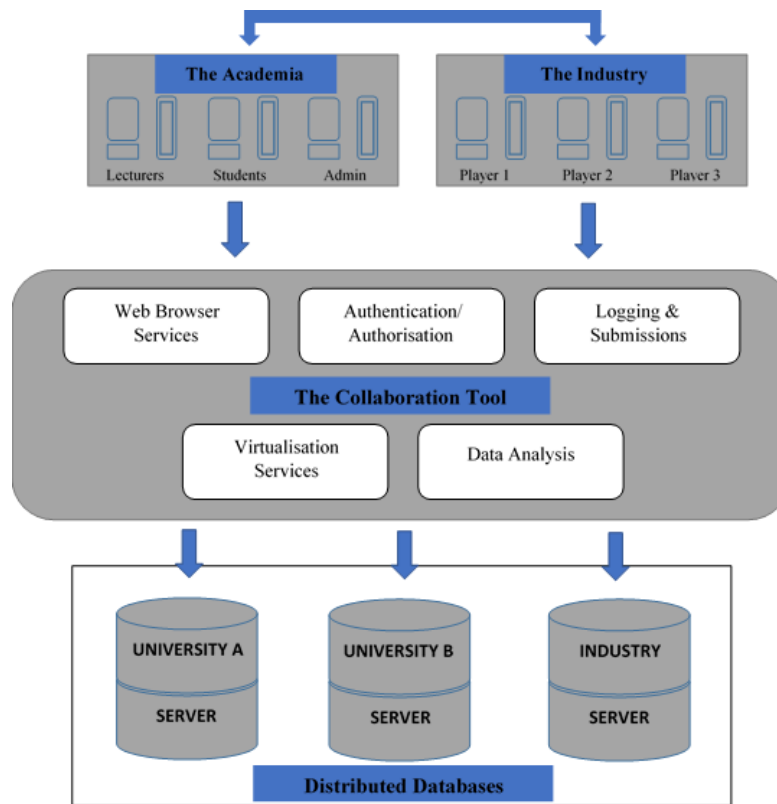 The Academia
The Industry
Lecturers
Students
Admin
Player 1
Player 2
Plaver 3
Web Browser
Services
Authentication/
Authorisation
Logging &
Submissions
The Collaboration Tool
Virtualisation
Services
Data Analysis
UNIVERSITY A
SERVER
UNIVERSITY B
SERVER
INDUSTRY
SERVER
Distributed Databases